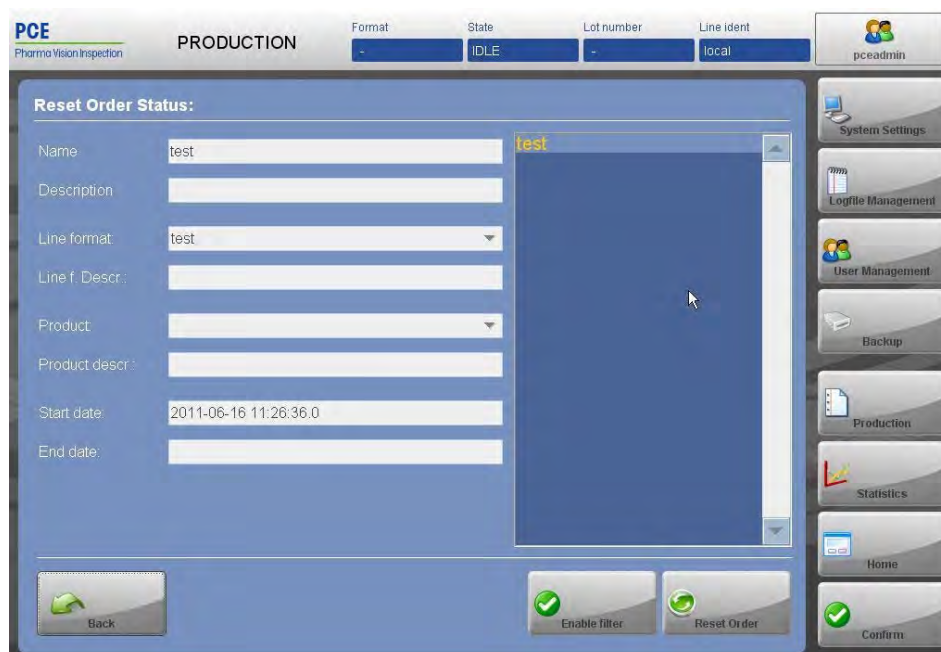 PCE
Pharma Vision Inspection
PRODUCTION
Format
-
State
IDLE
Lot number
-
Line ident
local
pceadmin
Reset Order Status:
Name
test
Description
Line format:
test
Line f. Descr.:
Product:
Product descr.:
Start date:
2011-06-16 11:26:36.0
End date:
test
Back
Enable filter
Reset Order
System Settings
Logfile Management
User Management
Backup
Production
Statistics
Home
Confirm